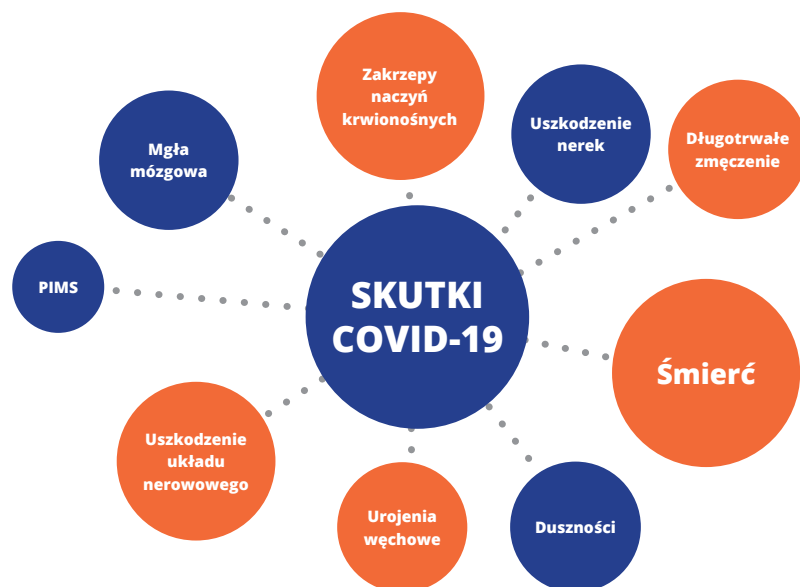 Zakrzepy
naczyń
krwionośnych
Uszkodzenie
nerek
Długotrwałe
zmęczenie
Mgła
mózgowa
PIMS
SKUTKI
COVID-19
Śmierć
Uszkodzenie
układu
nerowowego
Urojenia
węchowe
Duszności